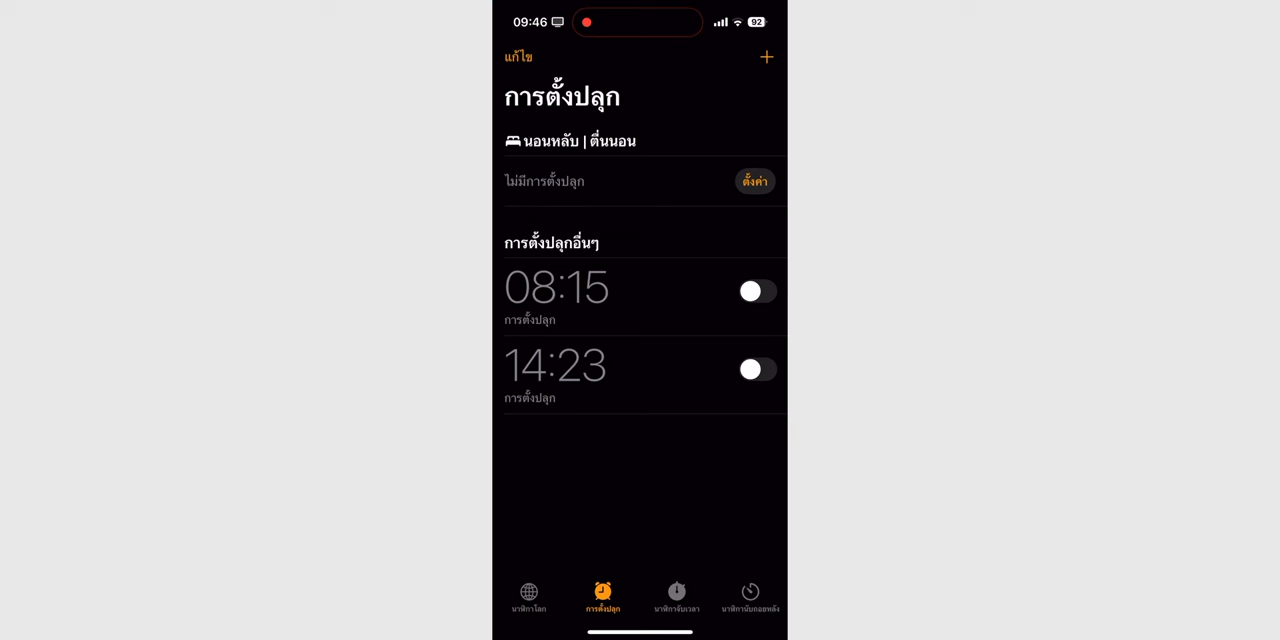 09:46
92
แก้ไข
การตั้งปลุก
นอนหลับ | ตื่นนอน
ไม่มีการตั้งปลุก
ตั้งค่า
การตั้งปลุกอื่นๆ
08:15
การตั้งปลุก
14:23
การตั้งปลุก
นาฬิกาโลก
การตั้งปลุก
นาฬิกาจับเวลา
นาฬิกานับถอยหลัง